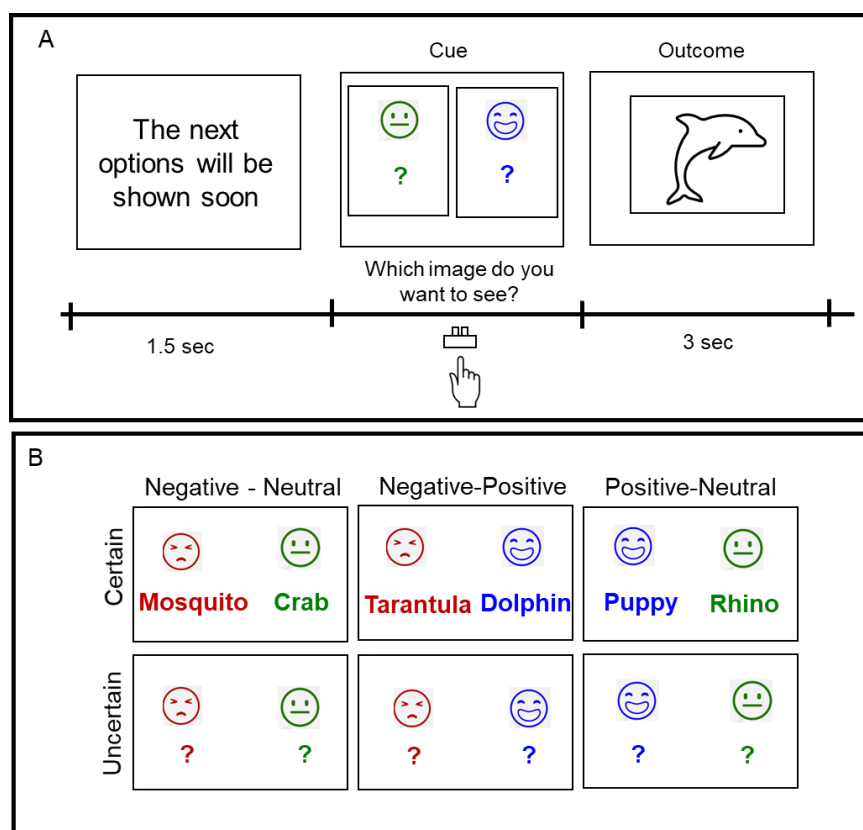 A
Cue
Outcome
The next
options will be
shown soon
? ?
Which image do you
want to see?
1.5 sec
3 sec
B
Negative - Neutral
Negative-Positive
Positive-Neutral
Certain
Mosquito Crab
Tarantula Dolphin
Puppy Rhino
Uncertain
? ?
? ?
? ?